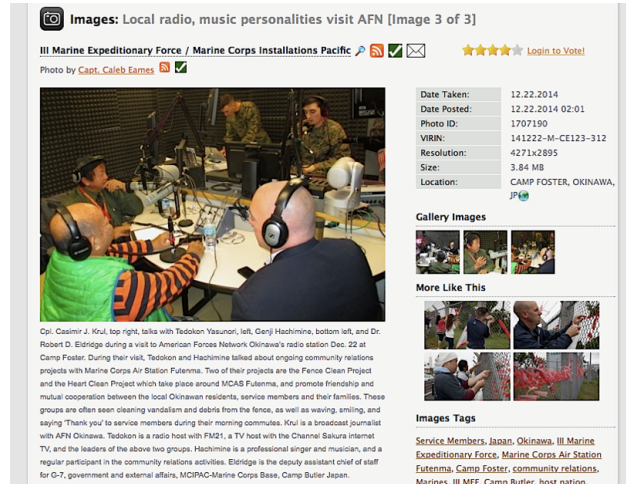 Images: Local radio, music personalities visit AFN [Image 3 of 3]
III Marine Expeditionary Force / Marine Corps Installations Pacific
Login to Vote!
Photo by Capt. Caleb Eames
Date Taken: 12.22.2014
Date Posted: 12.22.2014 02:01
Photo ID: 1707190
VIRIN: 141222-M-CE123-312
Resolution: 4271x2895
Size: 3.84 MB
Location: CAMP FOSTER, OKINAWA,
JP
Gallery Images
More Like This
Cpl. Casimir J. Krul, top right, talks with Tedokon Yasunori, left, Genji Hachimine, bottom left, and Dr.
Robert D. Eldridge during a visit to American Forces Network Okinawa's radio station Dec. 22 at
Camp Foster. During their visit, Tedokon and Hachimine talked about ongoing community relations
projects with Marine Corps Air Station Futenma. Two of their projects are the Fence Clean Project
and the Heart Clean Project which take place around MCAS Futenma, and promote friendship and
mutual cooperation between the local Okinawan residents, service members and their families. These
groups are often seen cleaning vandalism and debris from the fence, as well as waving, smiling, and
saying 'Thank you' to service members during their morning commutes. Krul is a broadcast journalist
with AFN Okinawa. Tedokon is a radio host with FM21, a TV host with the Channel Sakura internet
TV, and the leaders of the above two groups. Hachimine is a professional singer and musician, and a
regular participant in the community relations activities. Eldridge is the deputy assistant chief of staff
for G-7, government and external affairs, MCIPAC-Marine Corps Base, Camp Butler Japan.
Images Tags
Service Members, Japan, Okinawa, III Marine
Expeditionary Force, Marine Corps Air Station
Futenma, Camp Foster, community relations,
Marines, III MEF, Camp Butler, host nation,